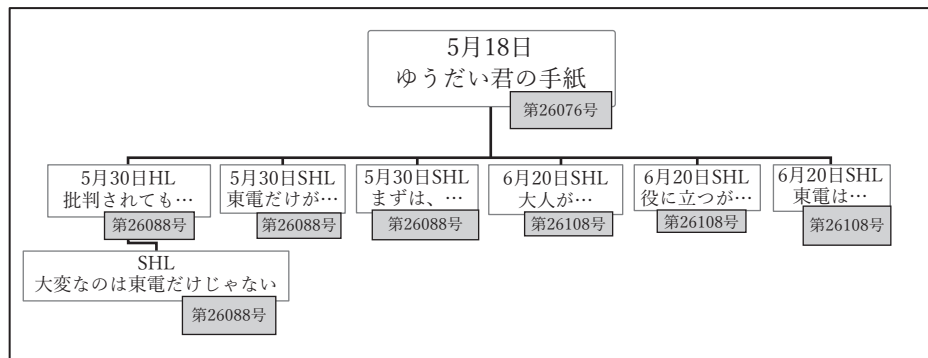 5月18日
ゆうだい君の手紙
第26076号
5月30日HL
批判されても…
第26088号
5月30日SHL
東電だけが…
第26088号
5月30日SHL
まずは、…
第26088号
6月20日SHL
大人が…
第26108号
6月20日SHL
役に立つが…
第26108号
6月20日SHL
東電は…
第26108号
SHL
大変なのは東電だけじゃない
第26088号